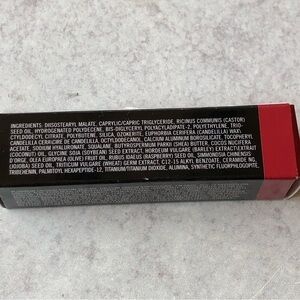 INGREDIENTS: DIISOSTEARYL MALATE, CAPRYLIC/CAPRIC TRIGLYCERIDE, RICINUS COMMUNIS (CASTOR)
SEED OIL, HYDROGENATED POLYDECENE, BIS-DIGLYCERYL POLYACYLADIPATE-2, POLYETHYLENE, TRIO-
CTYLDODECYL CITRATE, POLYBUTENE, SILICA, OZOKERITE, EUPHORBIA CERIFERA (CANDELILLA) WAX/
CANDELILLA CERA/CIRE DE CANDELILLA, OCTYLDODECANOL, CALCIUM ALUMINUM BOROSILICATE, TOCOPHERYL
ACETATE, SODIUM HYALURONATE, SQUALANE, BUTYROSPERMUM PARKII (SHEA) BUTTER, COCOS NUCIFERA
(COCONUT) OIL, GLYCINE SOJA (SOYBEAN) SEED EXTRACT, HORDEUM VULGARE (BARLEY) EXTRACT/EXTRAIT
D'ORGE, OLEA EUROPAEA (OLIVE) FRUIT OIL, RUBUS IDAEUS (RASPBERRY) SEED OIL, SIMMONDSIA CHINENSIS
(JOJOBA) SEED OIL, TRITICUM VULGARE (WHEAT) GERM EXTRACT, C12-15 ALKYL BENZOATE, CERAMIDE NG,
TRIBEHENIN, PALMITOYL HEXAPEPTIDE-12, TITANIUM/TITANIUM DIOXIDE, ALUMINA, SYNTHETIC FLUORPHLOGOPITE,